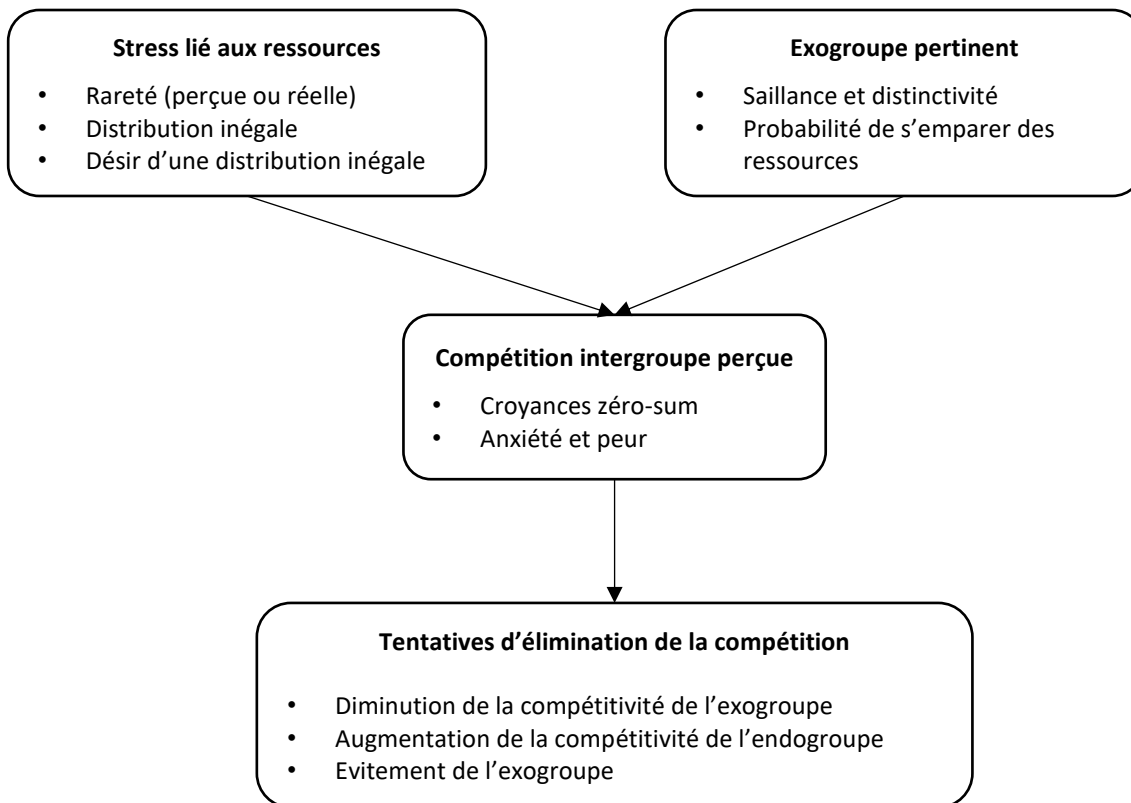 Stress lié aux ressources
• Rareté (perçue ou réelle)
• Distribution inégale
• Désir d’une distribution inégale
Exogroupe pertinent
• Saillance et distinctivité
• Probabilité de s’emparer des
ressources
Compétition intergroupe perçue
• Croyances zéro-sum
• Anxiété et peur
Tentatives d’élimination de la compétition
• Diminution de la compétitivité de l’exogroupe
• Augmentation de la compétitivité de l’endogroupe
• Evitement de l’exogroupe